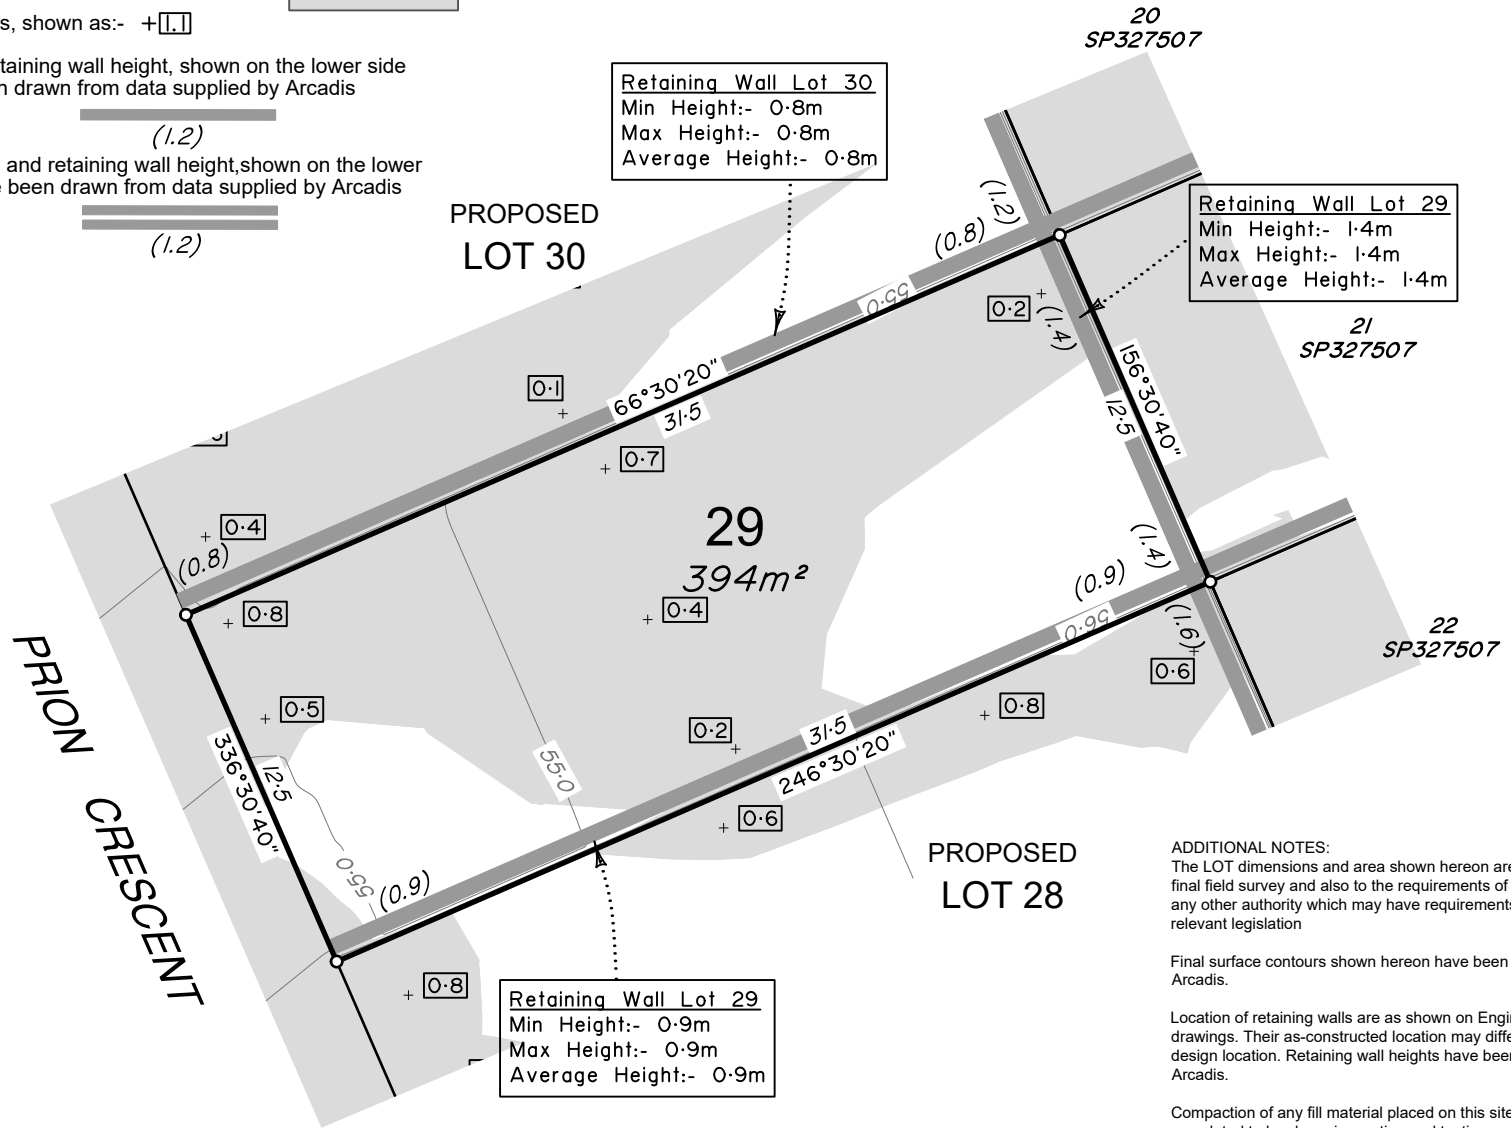 s, shown as:- +1.1
taining wall height, shown on the lower side
n drawn from data supplied by Arcadis
(1.2)
and retaining wall height,shown on the lower
e been drawn from data supplied by Arcadis
(1.2)
20
SP327507
Retaining Wall Lot 30
Min Height:- 0·8m
Max Height:- 0·8m
Average Height:- 0·8m
Retaining Wall Lot 29
Min Height:- 1·4m
Max Height:- 1·4m
Average Height:- 1·4m
PROPOSED
LOT 30
(1.2)
(0.8)
55·0
0·2
(1.4)
21
SP327507
156°30'40"
12·5
66°30'20"
31·5
0·1
0·7
0·4
(0.8)
0·8
29
394m²
0·4
(1.4)
(0.9)
56·0
(1.6)
0·6
22
SP327507
PRION CRESCENT
0·5
0·2
31·5
246°30'20"
0·8
336°30'40"
12·5
55·0
0·6
55·0
(0.9)
PROPOSED
LOT 28
0·8
Retaining Wall Lot 29
Min Height:- 0·9m
Max Height:- 0·9m
Average Height:- 0·9m
ADDITIONAL NOTES:
The LOT dimensions and area shown hereon are
final field survey and also to the requirements of
any other authority which may have requirements
relevant legislation
Final surface contours shown hereon have been
Arcadis.
Location of retaining walls are as shown on Engi
drawings. Their as-constructed location may diffe
design location. Retaining wall heights have been
Arcadis.
Compaction of any fill material placed on this site